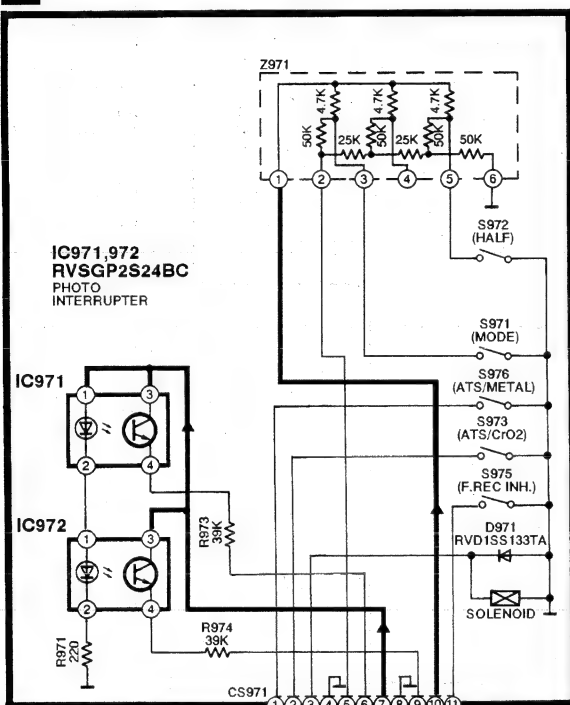 Z971
4.7K 4.7K 4.7K
50K 50K 50K
25K 25K 50K
1 2 3 4 5 6
S972
(HALF)
IC971,972
RVSGP2S24BC
PHOTO
INTERRUPTER
S971
(MODE)
IC971
1 3
S976
(ATS/METAL)
S973
(ATS/CrO2)
2 4
S975
(F.REC INH.)
IC972
R973
39K
1 3
D971
RVD1SS133TA
2 4
SOLENOID
R971
220
R974
39K
CS971
1 2 3 4 5 6 7 8 9 10 11